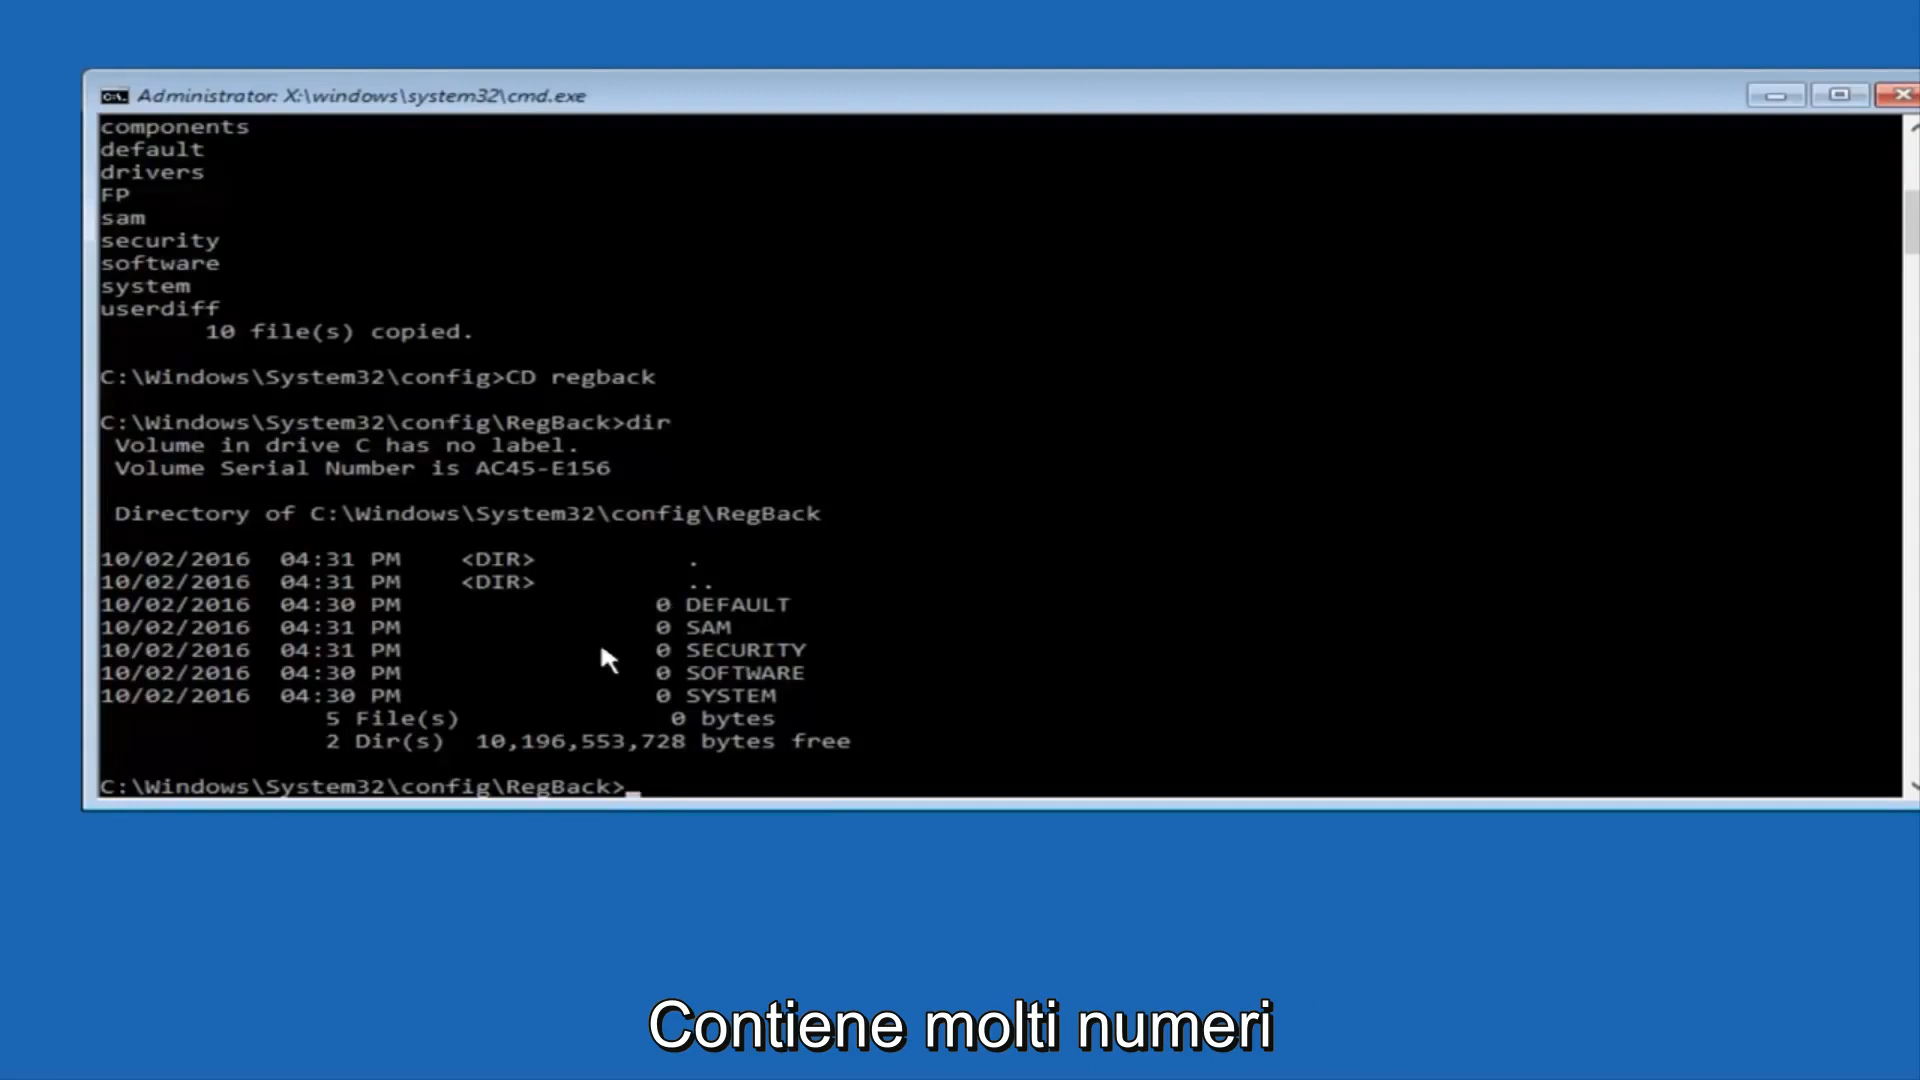 Administrator: X:\windows\system32\cmd.exe
components
default
drivers
FP
sam
security
software
system
userdiff
10 file(s) copied.
C:\Windows\System32\config>CD regback
C:\Windows\System32\config\RegBack>dir
Volume in drive C has no label.
Volume Serial Number is AC45-E156
Directory of C:\Windows\System32\config\RegBack
10/02/2016 04:31 PM <DIR> .
10/02/2016 04:31 PM <DIR> ..
10/02/2016 04:30 PM 0 DEFAULT
10/02/2016 04:31 PM 0 SAM
10/02/2016 04:31 PM 0 SECURITY
10/02/2016 04:30 PM 0 SOFTWARE
10/02/2016 04:30 PM 0 SYSTEM
5 File(s) 0 bytes
2 Dir(s) 10,196,553,728 bytes free
C:\Windows\System32\config\RegBack>_
Contiene molti numeri